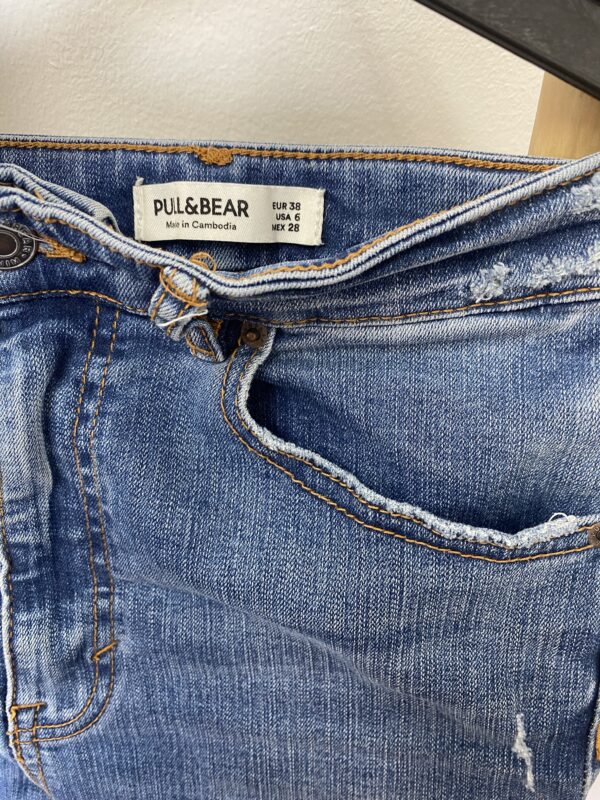 PULL&BEAR
Made in Cambodia
EUR 38
USA 6
MEX 28